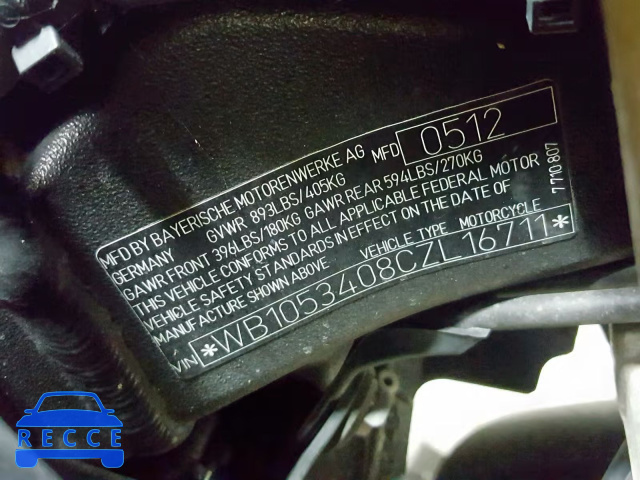 MFD BY BAYERISCHE MOTORENWERKE AG MFD 0512
GERMANY GVWR 893LBS/405KG
GAWR FRONT 396LBS/180KG GAWR REAR 594LBS/270KG
THIS VEHICLE CONFORMS TO ALL APPLICABLE FEDERAL MOTOR
VEHICLE SAFETY STANDARDS IN EFFECT ON THE DATE OF
MANUFACTURE SHOWN ABOVE VEHICLE TYPE MOTORCYCLE
VIN *WB1053408CZL16711*
7710 807
RECCE